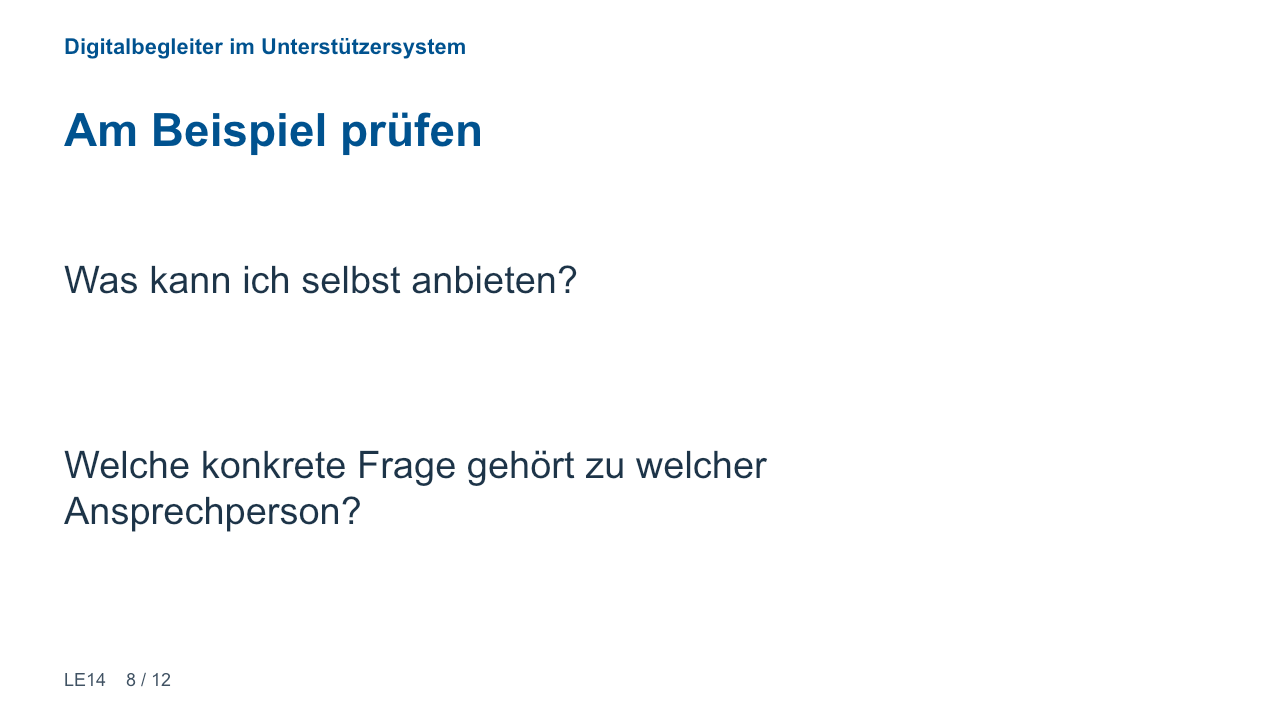 Digitalbegleiter im Unterstützersystem
Am Beispiel prüfen
Was kann ich selbst anbieten?
Welche konkrete Frage gehört zu welcher
Ansprechperson?
LE14 8 / 12